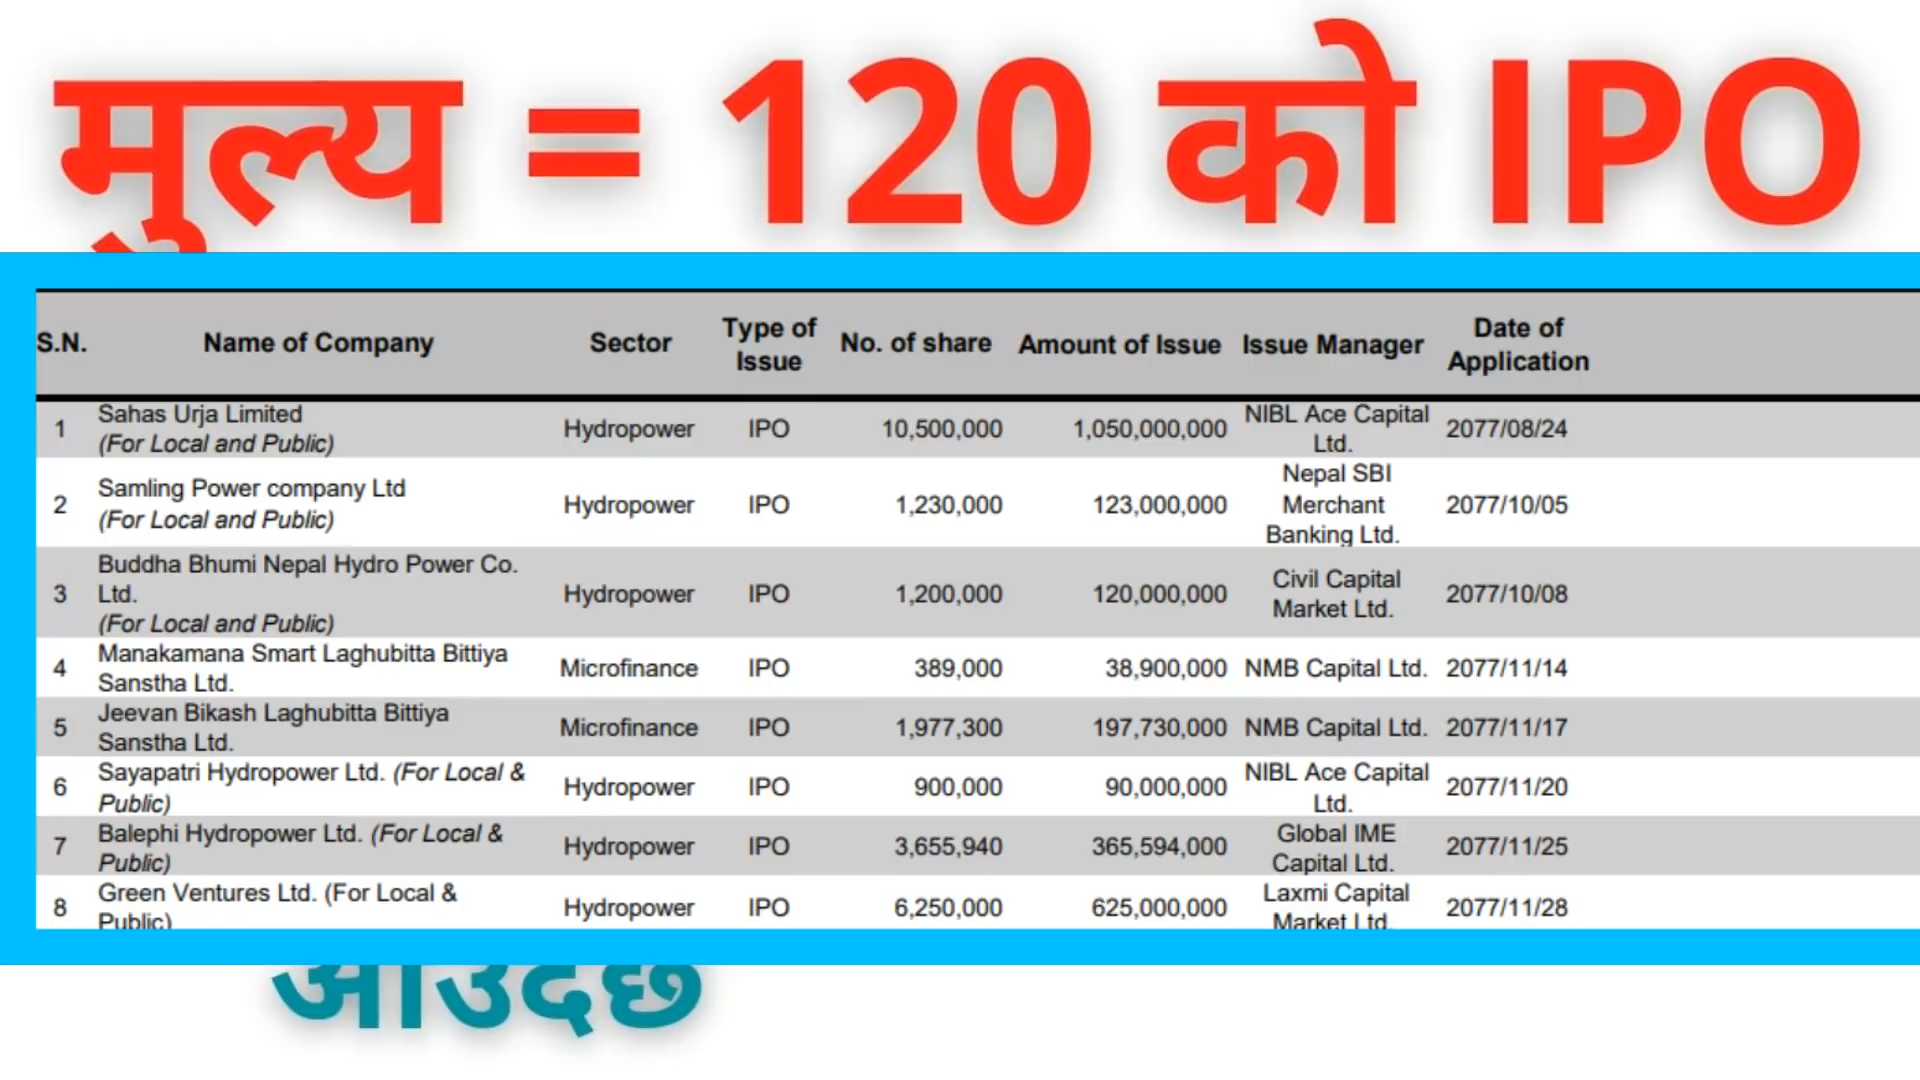 मुल्य = 120 को IPO
S.N. Name of Company Sector Type of Issue No. of share Amount of Issue Issue Manager Date of Application
1 Sahas Urja Limited (For Local and Public) Hydropower IPO 10,500,000 1,050,000,000 NIBL Ace Capital Ltd. 2077/08/24
2 Samling Power company Ltd (For Local and Public) Hydropower IPO 1,230,000 123,000,000 Nepal SBI Merchant Banking Ltd. 2077/10/05
3 Buddha Bhumi Nepal Hydro Power Co. Ltd. (For Local and Public) Hydropower IPO 1,200,000 120,000,000 Civil Capital Market Ltd. 2077/10/08
4 Manakamana Smart Laghubitta Bittiya Sanstha Ltd. Microfinance IPO 389,000 38,900,000 NMB Capital Ltd. 2077/11/14
5 Jeevan Bikash Laghubitta Bittiya Sanstha Ltd. Microfinance IPO 1,977,300 197,730,000 NMB Capital Ltd. 2077/11/17
6 Sayapatri Hydropower Ltd. (For Local & Public) Hydropower IPO 900,000 90,000,000 NIBL Ace Capital Ltd. 2077/11/20
7 Balephi Hydropower Ltd. (For Local & Public) Hydropower IPO 3,655,940 365,594,000 Global IME Capital Ltd. 2077/11/25
8 Green Ventures Ltd. (For Local & Public) Hydropower IPO 6,250,000 625,000,000 Laxmi Capital Market Ltd. 2077/11/28